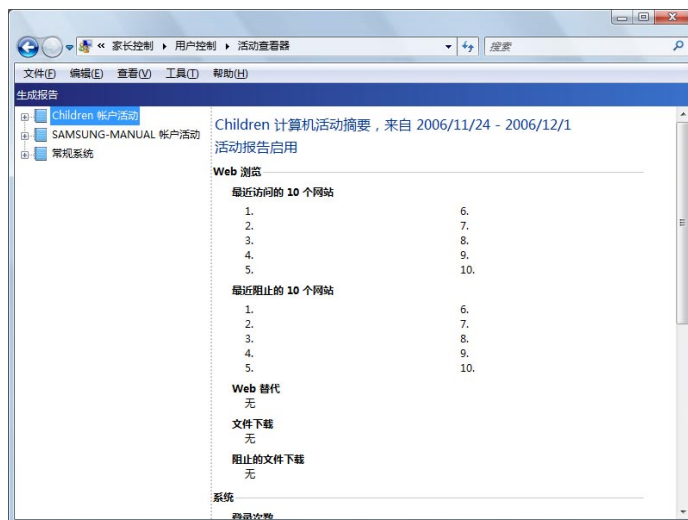 « 家长控制 ▸ 用户控制 ▸ 活动查看器
搜索
文件(F) 编辑(E) 查看(V) 工具(T) 帮助(H)
生成报告
Children 帐户活动
SAMSUNG-MANUAL 帐户活动
常规系统
Children 计算机活动摘要，来自 2006/11/24 - 2006/12/1
活动报告启用
Web 浏览
最近访问的 10 个网站
1. 6.
2. 7.
3. 8.
4. 9.
5. 10.
最近阻止的 10 个网站
1. 6.
2. 7.
3. 8.
4. 9.
5. 10.
Web 替代
无
文件下载
无
阻止的文件下载
无
系统
登录次数